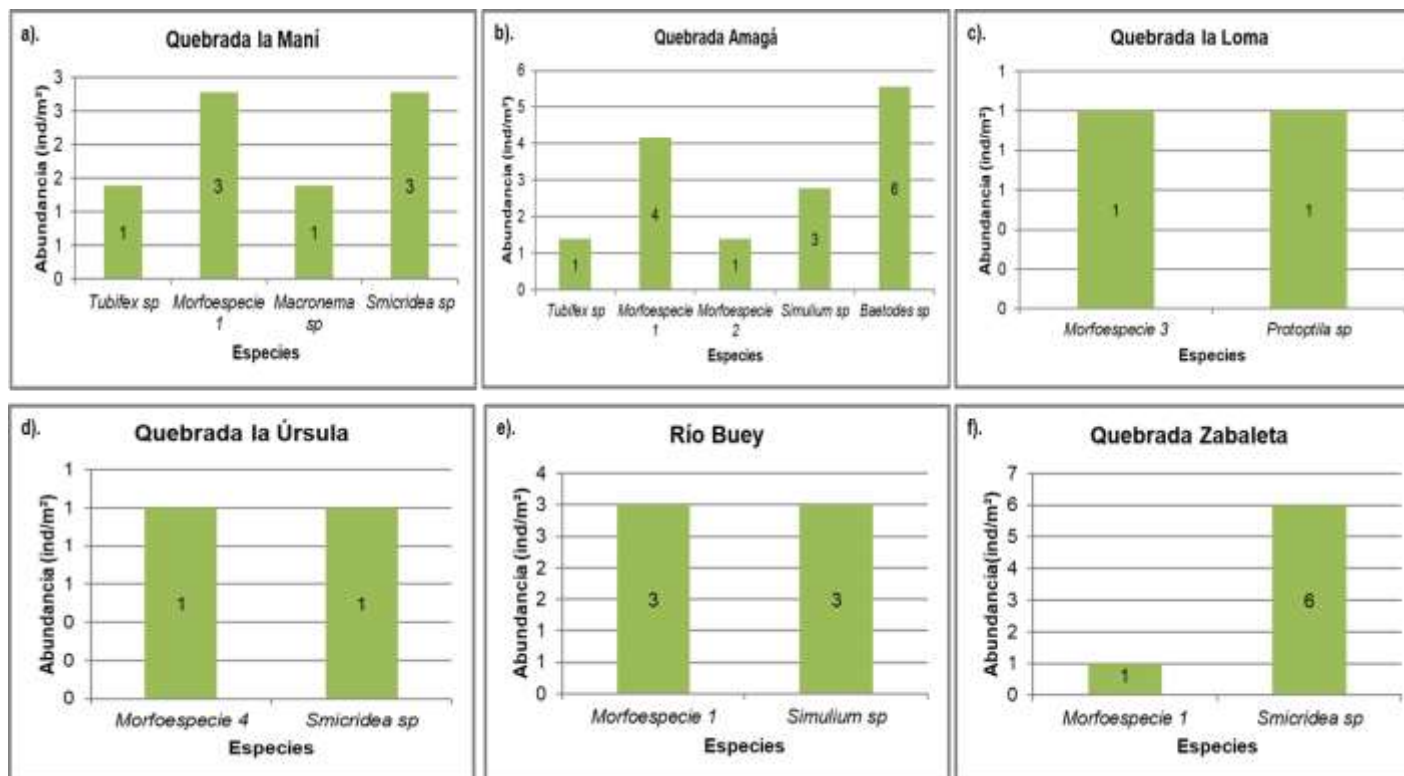 a).
Quebrada la Maní
Abundancia (ind/m²)
3
3
2
2
1
1
0
1
3
1
3
Tubifex sp
Morfoespecie 1
Macronema sp
Smicridea sp
Especies
b).
Quebrada Amagá
Abundancia (ind/m²)
6
5
4
3
2
1
0
1
4
1
3
6
Tubifex sp
Morfoespecie 1
Morfoespecie 2
Simulium sp
Baetodes sp
Especies
c).
Quebrada la Loma
Abundancia (ind/m²)
1
1
1
1
0
0
0
1
1
Morfoespecie 3
Protoptila sp
Especies
d).
Quebrada la Úrsula
Abundancia (ind/m²)
1
1
1
1
0
0
0
1
1
Morfoespecie 4
Smicridea sp
Especies
e).
Río Buey
Abundancia (ind/m²)
4
3
3
2
2
1
1
0
3
3
Morfoespecie 1
Simulium sp
Especies
f).
Quebrada Zabaleta
Abundancia(ind/m²)
7
6
5
4
3
2
1
0
1
6
Morfoespecie 1
Smicridea sp
Especies